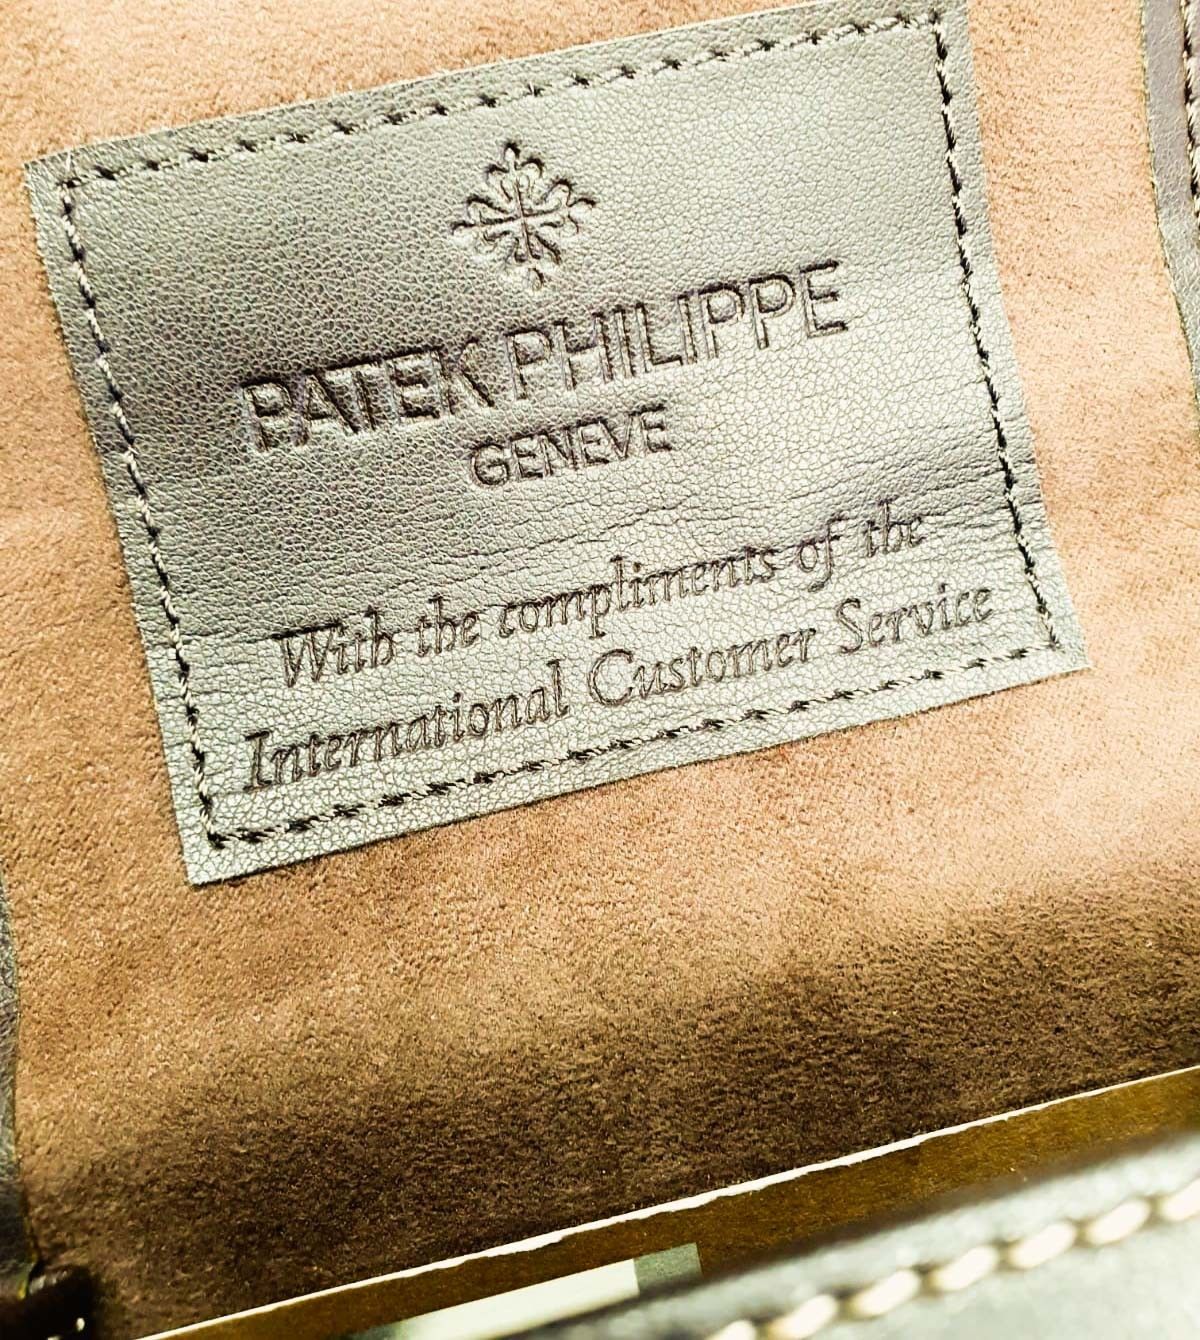 PATEK PHILIPPE
GENEVE
With the compliments of the
International Customer Service